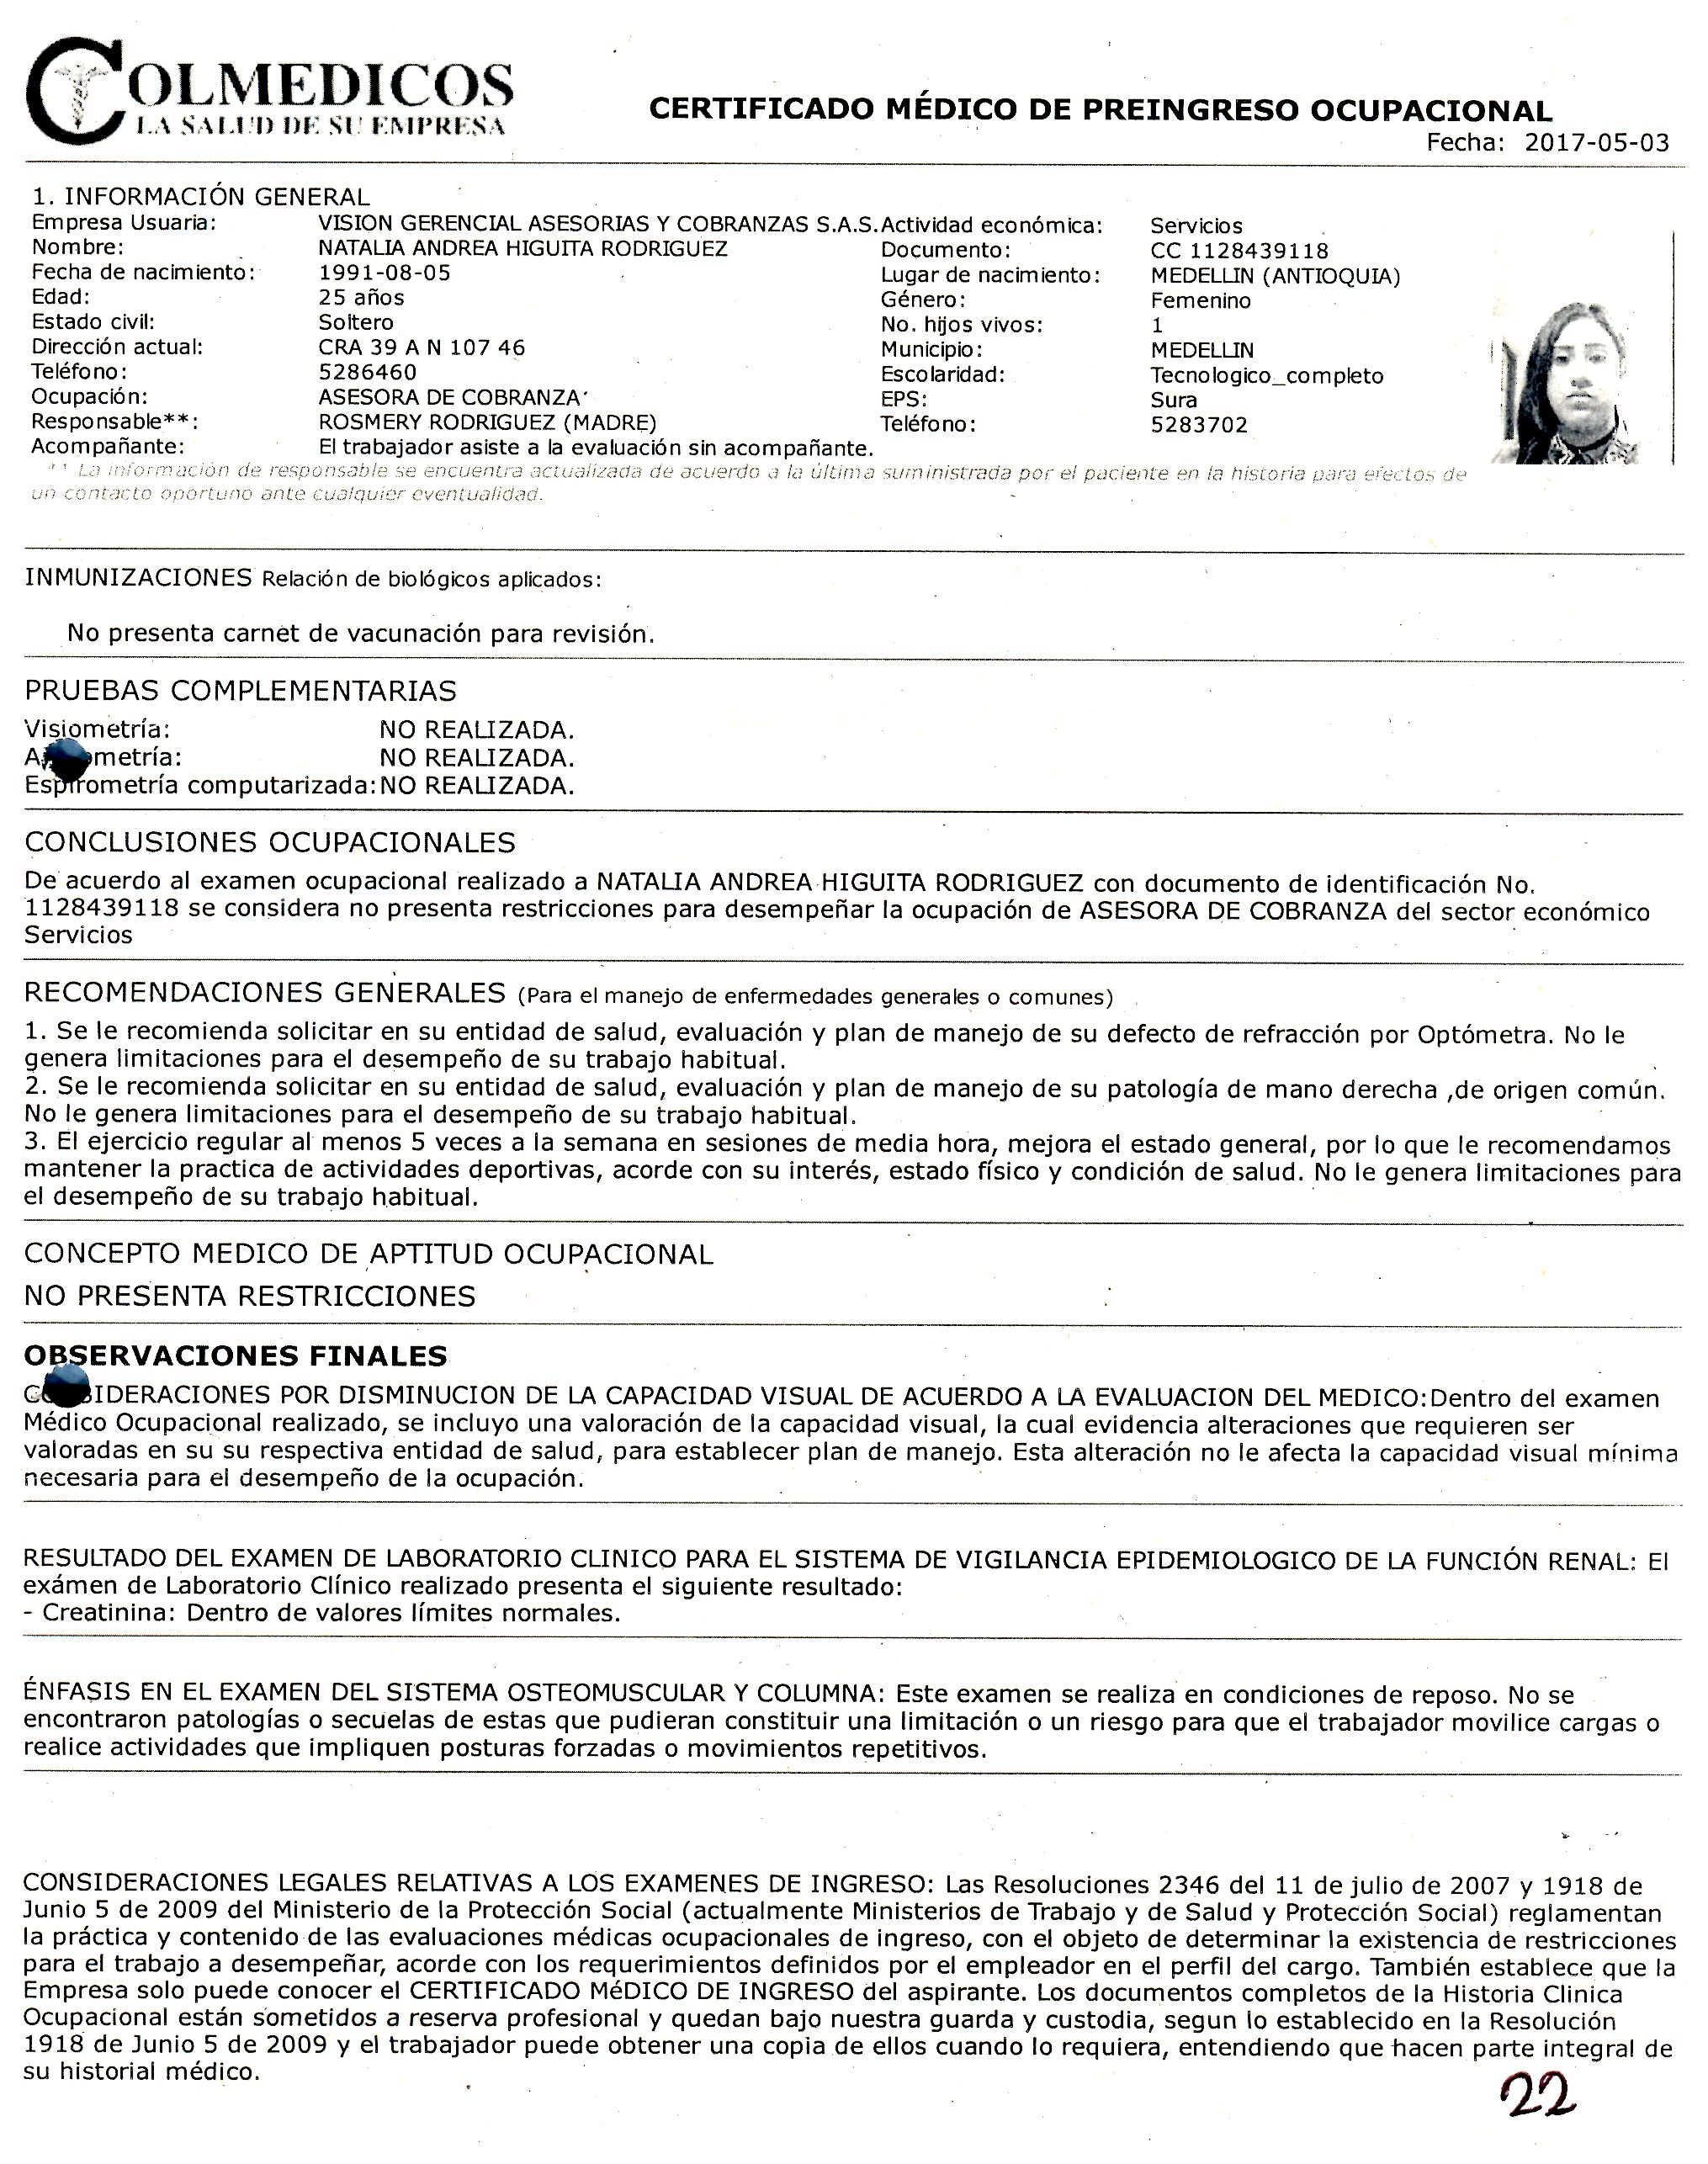 COLMEDICOS
LA SALUD DE SU EMPRESA
CERTIFICADO MÉDICO DE PREINGRESO OCUPACIONAL
Fecha: 2017-05-03
1. INFORMACIÓN GENERAL
Empresa Usuaria: VISION GERENCIAL ASESORIAS Y COBRANZAS S.A.S. Actividad económica: Servicios
Nombre: NATALIA ANDREA HIGUITA RODRIGUEZ Documento: CC 1128439118
Fecha de nacimiento: 1991-08-05 Lugar de nacimiento: MEDELLIN (ANTIOQUIA)
Edad: 25 años Género: Femenino
Estado civil: Soltero No. hijos vivos: 1
Dirección actual: CRA 39 A N 107 46 Municipio: MEDELLIN
Teléfono: 5286460 Escolaridad: Tecnologico_completo
Ocupación: ASESORA DE COBRANZA EPS: Sura
Responsable**: ROSMERY RODRIGUEZ (MADRE) Teléfono: 5283702
Acompañante: El trabajador asiste a la evaluación sin acompañante.
** La información de responsable se encuentra actualizada de acuerdo a la última suministrada por el paciente en la historia para efectos de
un contacto oportuno ante cualquier eventualidad.
INMUNIZACIONES Relación de biológicos aplicados:
No presenta carnet de vacunación para revisión.
PRUEBAS COMPLEMENTARIAS
Visiometría: NO REALIZADA.
metría: NO REALIZADA.
Espirometría computarizada: NO REALIZADA.
CONCLUSIONES OCUPACIONALES
De acuerdo al examen ocupacional realizado a NATALIA ANDREA HIGUITA RODRIGUEZ con documento de identificación No.
1128439118 se considera no presenta restricciones para desempeñar la ocupación de ASESORA DE COBRANZA del sector económico
Servicios
RECOMENDACIONES GENERALES (Para el manejo de enfermedades generales o comunes)
1. Se le recomienda solicitar en su entidad de salud, evaluación y plan de manejo de su defecto de refracción por Optómetra. No le
genera limitaciones para el desempeño de su trabajo habitual.
2. Se le recomienda solicitar en su entidad de salud, evaluación y plan de manejo de su patología de mano derecha ,de origen común.
No le genera limitaciones para el desempeño de su trabajo habitual.
3. El ejercicio regular al menos 5 veces a la semana en sesiones de media hora, mejora el estado general, por lo que le recomendamos
mantener la practica de actividades deportivas, acorde con su interés, estado físico y condición de salud. No le genera limitaciones para
el desempeño de su trabajo habitual.
CONCEPTO MEDICO DE APTITUD OCUPACIONAL
NO PRESENTA RESTRICCIONES
OBSERVACIONES FINALES
CONSIDERACIONES POR DISMINUCION DE LA CAPACIDAD VISUAL DE ACUERDO A LA EVALUACION DEL MEDICO: Dentro del examen
Médico Ocupacional realizado, se incluyo una valoración de la capacidad visual, la cual evidencia alteraciones que requieren ser
valoradas en su su respectiva entidad de salud, para establecer plan de manejo. Esta alteración no le afecta la capacidad visual mínima
necesaria para el desempeño de la ocupación.
RESULTADO DEL EXAMEN DE LABORATORIO CLINICO PARA EL SISTEMA DE VIGILANCIA EPIDEMIOLOGICO DE LA FUNCIÓN RENAL: El
exámen de Laboratorio Clínico realizado presenta el siguiente resultado:
- Creatinina: Dentro de valores límites normales.
ÉNFASIS EN EL EXAMEN DEL SISTEMA OSTEOMUSCULAR Y COLUMNA: Este examen se realiza en condiciones de reposo. No se
encontraron patologías o secuelas de estas que pudieran constituir una limitación o un riesgo para que el trabajador movilice cargas o
realice actividades que impliquen posturas forzadas o movimientos repetitivos.
CONSIDERACIONES LEGALES RELATIVAS A LOS EXAMENES DE INGRESO: Las Resoluciones 2346 del 11 de julio de 2007 y 1918 de
Junio 5 de 2009 del Ministerio de la Protección Social (actualmente Ministerios de Trabajo y de Salud y Protección Social) reglamentan
la práctica y contenido de las evaluaciones médicas ocupacionales de ingreso, con el objeto de determinar la existencia de restricciones
para el trabajo a desempeñar, acorde con los requerimientos definidos por el empleador en el perfil del cargo. También establece que la
Empresa solo puede conocer el CERTIFICADO MéDICO DE INGRESO del aspirante. Los documentos completos de la Historia Clinica
Ocupacional están sometidos a reserva profesional y quedan bajo nuestra guarda y custodia, segun lo establecido en la Resolución
1918 de Junio 5 de 2009 y el trabajador puede obtener una copia de ellos cuando lo requiera, entendiendo que hacen parte integral de
su historial médico.
22